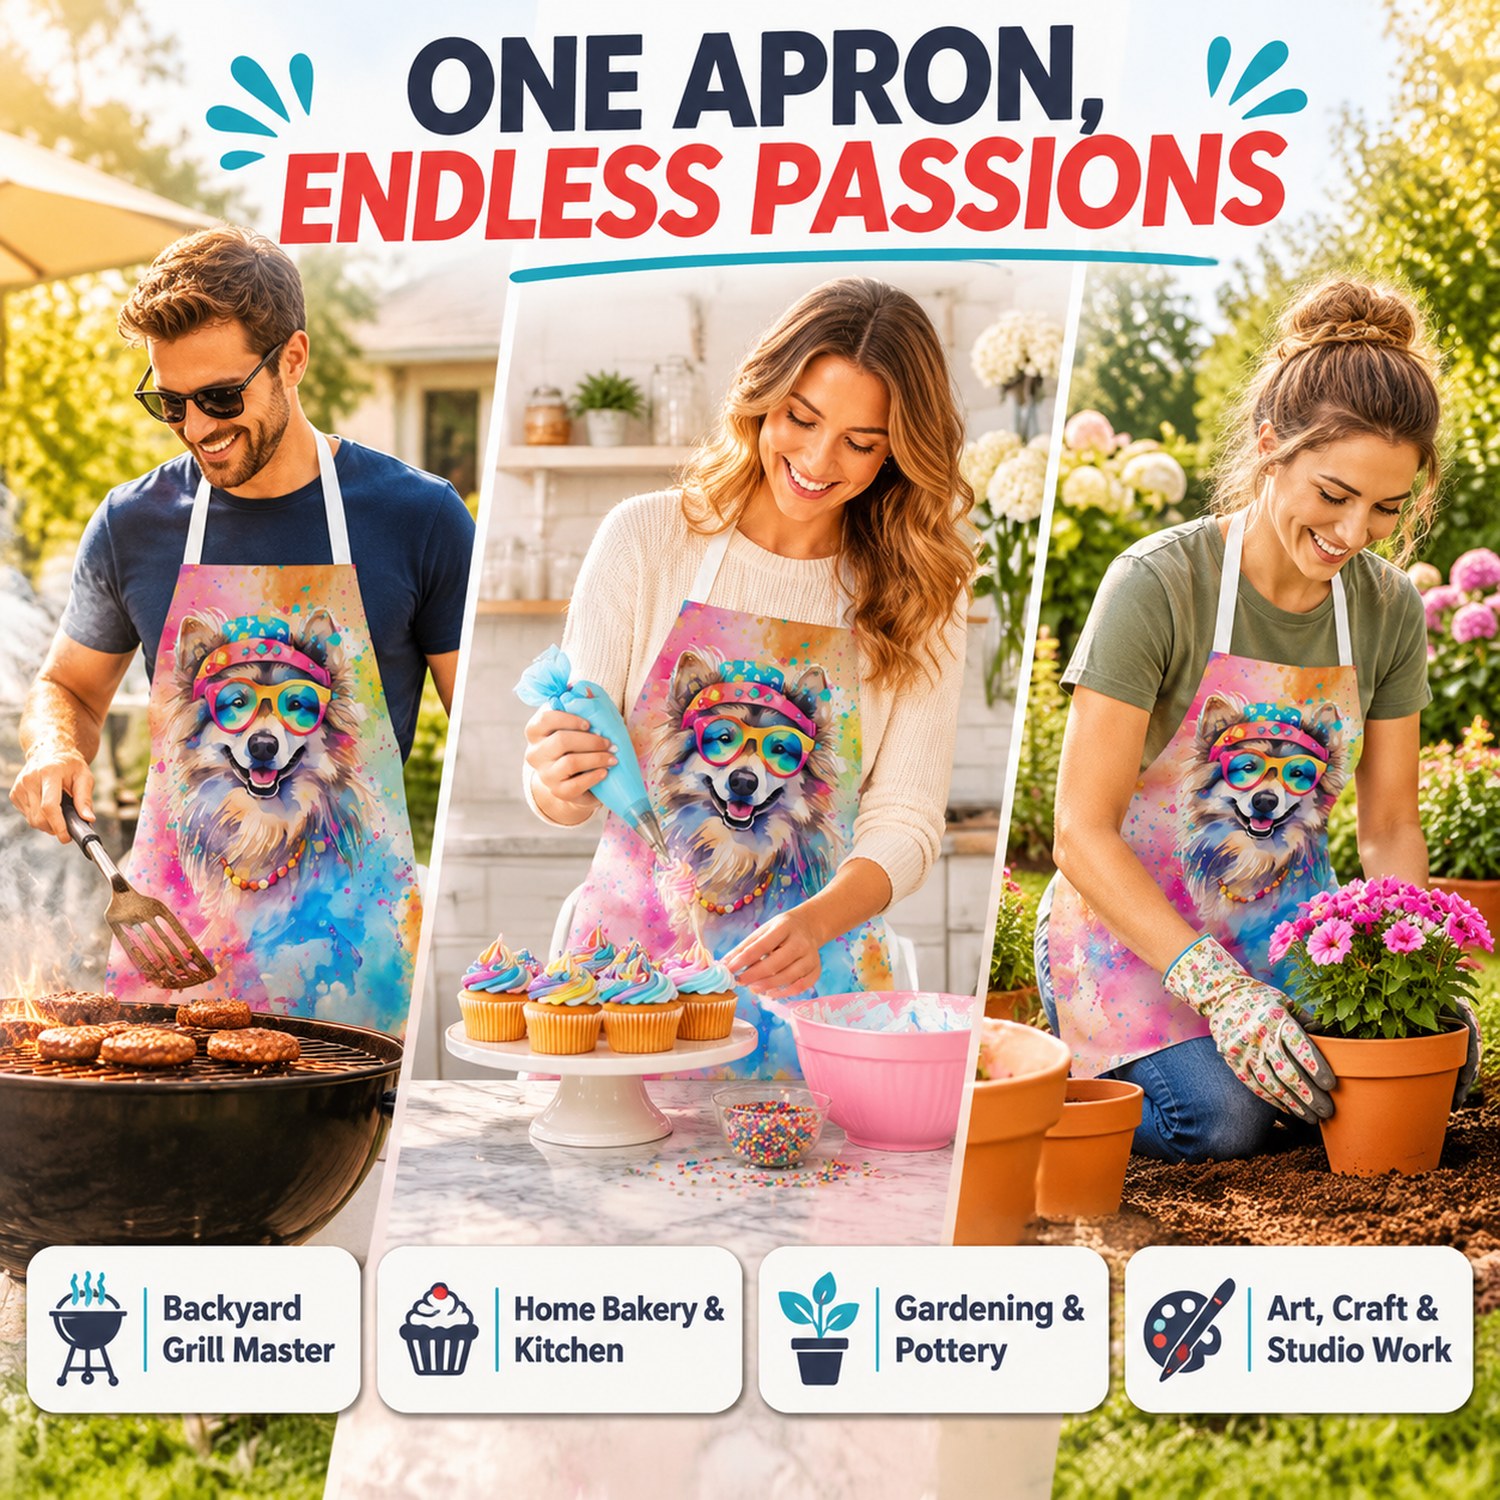 ONE APRON,
ENDLESS PASSIONS
Backyard
Grill Master
Home Bakery &
Kitchen
Gardening &
Pottery
Art, Craft &
Studio Work